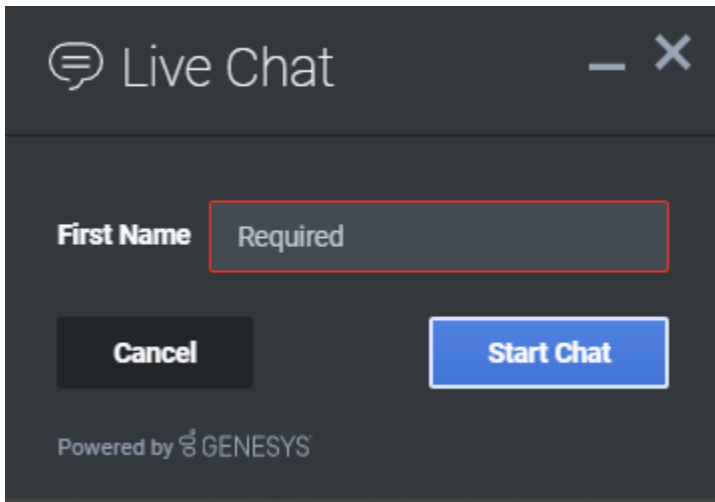 Live Chat
First Name Required
Cancel Start Chat
Powered by GENESYS